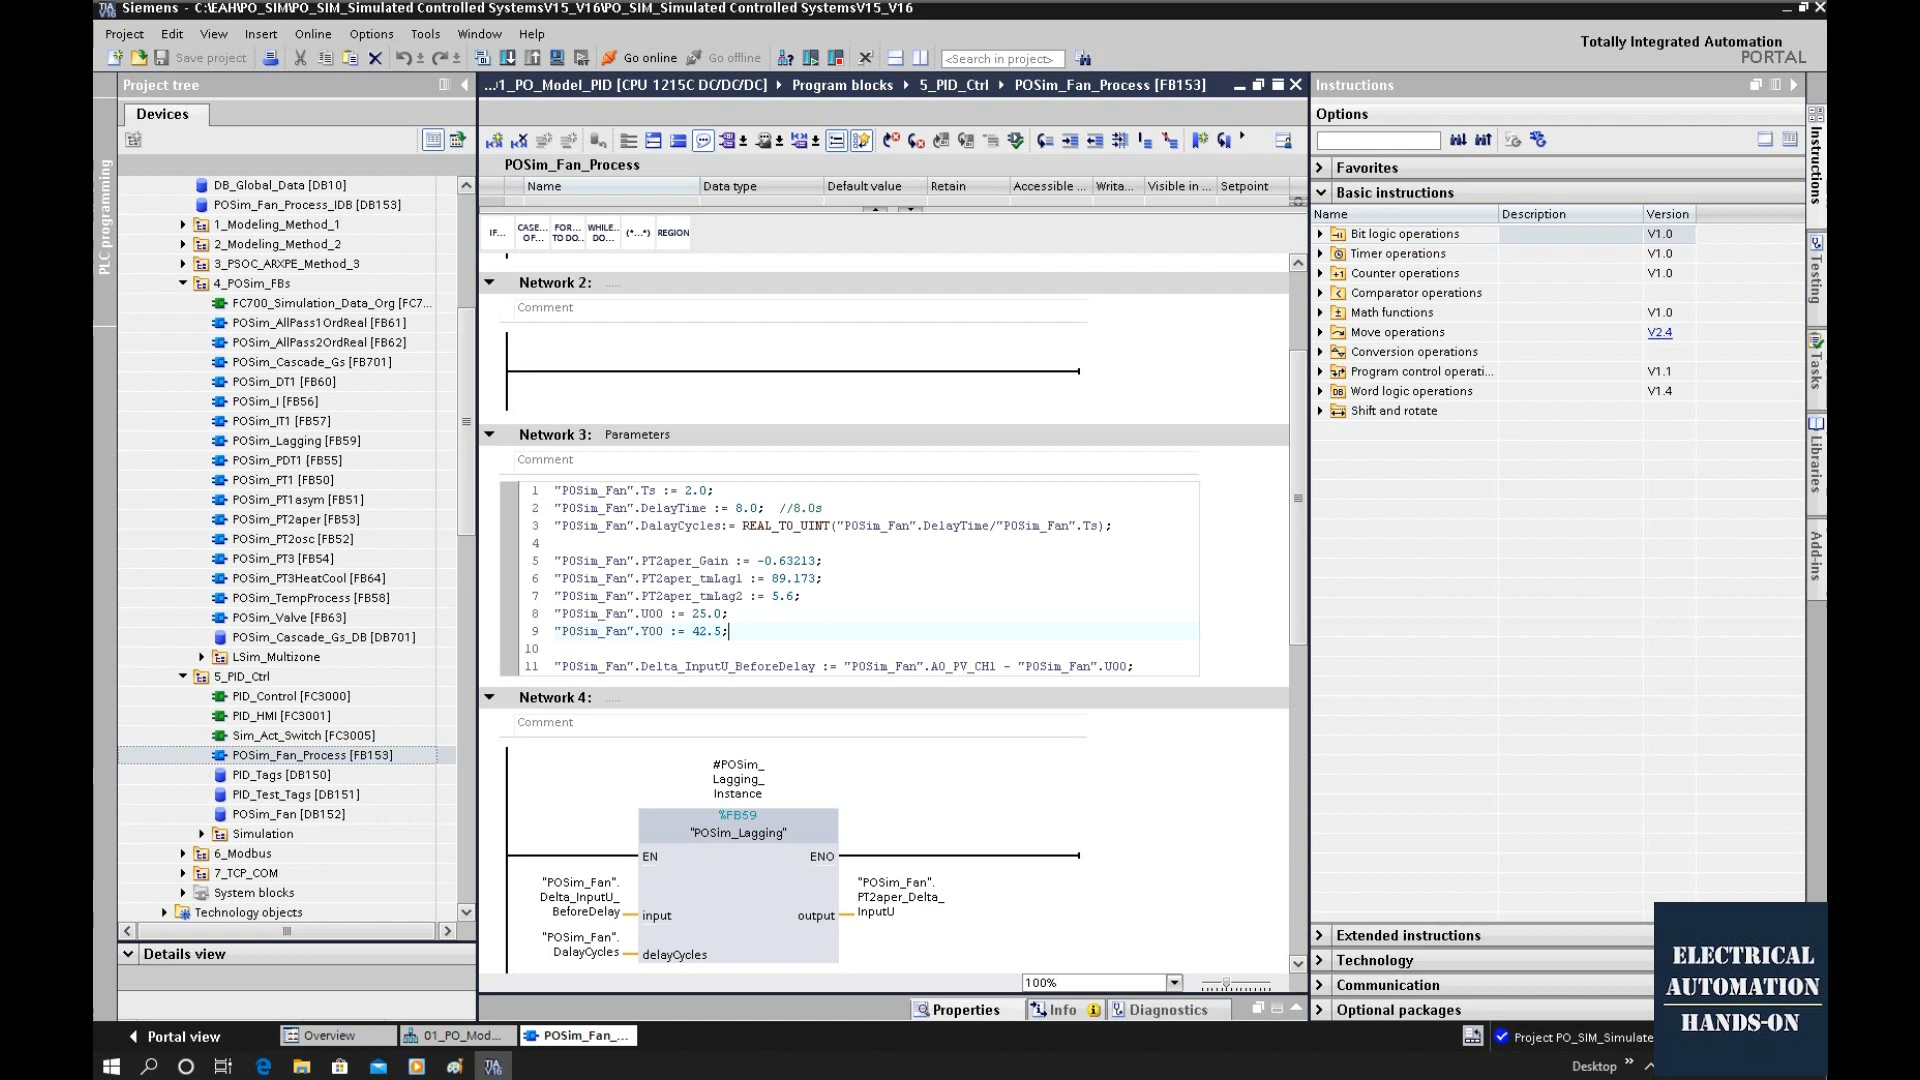 Siemens - C:\EAH\PO_SIM\PO_SIM_Simulated Controlled SystemsV15_V16\PO_SIM_Simulated Controlled SystemsV15_V16
Project Edit View Insert Online Options Tools Window Help
Totally Integrated Automation
PORTAL
Save project
Go online
Go offline
<Search in project>
Project tree
Devices
PLC programming
DB_Global_Data [DB10]
POSim_Fan_Process_IDB [DB153]
1_Modeling_Method_1
2_Modeling_Method_2
3_PSOC_ARXPE_Method_3
4_POSim_FBs
FC700_Simulation_Data_Org [FC7...
POSim_AllPass1OrdReal [FB61]
POSim_AllPass2OrdReal [FB62]
POSim_Cascade_Gs [FB701]
POSim_DT1 [FB60]
POSim_I [FB56]
POSim_IT1 [FB57]
POSim_Lagging [FB59]
POSim_PDT1 [FB55]
POSim_PT1 [FB50]
POSim_PT1asym [FB51]
POSim_PT2aper [FB53]
POSim_PT2osc [FB52]
POSim_PT3 [FB54]
POSim_PT3HeatCool [FB64]
POSim_TempProcess [FB58]
POSim_Valve [FB63]
POSim_Cascade_Gs_DB [DB701]
LSim_Multizone
5_PID_Ctrl
PID_Control [FC3000]
PID_HMI [FC3001]
Sim_Act_Switch [FC3005]
POSim_Fan_Process [FB153]
PID_Tags [DB150]
PID_Test_Tags [DB151]
POSim_Fan [DB152]
Simulation
6_Modbus
7_TCP_COM
System blocks
Technology objects
Details view
...01_PO_Model_PID [CPU 1215C DC/DC/DC] Program blocks 5_PID_Ctrl POSim_Fan_Process [FB153]
POSim_Fan_Process
Name Data type Default value Retain Accessible ... Writa... Visible in ... Setpoint
IF... CASE... OF... FOR... TO DO.. WHILE.. DO... (*...*) REGION
Network 2: .....
Comment
Network 3: Parameters
Comment
1 "POSim_Fan".Ts := 2.0;
2 "POSim_Fan".DelayTime := 8.0; //8.0s
3 "POSim_Fan".DalayCycles:= REAL_TO_UINT("POSim_Fan".DelayTime/"POSim_Fan".Ts);
4
5 "POSim_Fan".PT2aper_Gain := -0.63213;
6 "POSim_Fan".PT2aper_tmLag1 := 89.173;
7 "POSim_Fan".PT2aper_tmLag2 := 5.6;
8 "POSim_Fan".U00 := 25.0;
9 "POSim_Fan".Y00 := 42.5;
10
11 "POSim_Fan".Delta_InputU_BeforeDelay := "POSim_Fan".AO_PV_CH1 - "POSim_Fan".U00;
Network 4: .....
Comment
#POSim_
Lagging_
Instance
%FB59
"POSim_Lagging"
EN ENO
"POSim_Fan".
Delta_InputU_
BeforeDelay
input
output
"POSim_Fan".
PT2aper_Delta_
InputU
"POSim_Fan".
DalayCycles
delayCycles
100%
Properties Info Diagnostics
Instructions
Options
Favorites
Basic instructions
Name Description Version
Bit logic operations V1.0
Timer operations V1.0
Counter operations V1.0
Comparator operations
Math functions V1.0
Move operations V2.4
Conversion operations
Program control operati... V1.1
Word logic operations V1.4
Shift and rotate
Extended instructions
Technology
Communication
Optional packages
Instructions
Testing
Tasks
Libraries
Add-ins
ELECTRICAL
AUTOMATION
HANDS-ON
Portal view Overview 01_PO_Mod... POSim_Fan_... Project PO_SIM_Simulate
Desktop